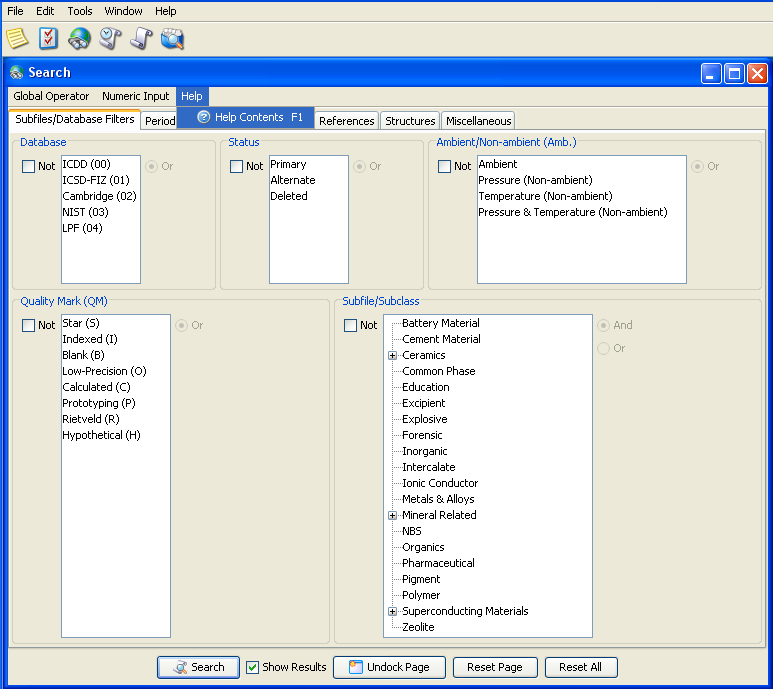 File Edit Tools Window Help
Search
Global Operator Numeric Input Help
Help Contents F1
Subfiles/Database Filters Period References Structures Miscellaneous
Database Status Ambient/Non-ambient (Amb.)
Not ICDD (00) Or Not Primary Or Not Ambient Or
ICSD-FIZ (01) Alternate Pressure (Non-ambient)
Cambridge (02) Deleted Temperature (Non-ambient)
NIST (03) Pressure & Temperature (Non-ambient)
LPF (04)
Quality Mark (QM) Subfile/Subclass
Not Star (S) Or Not Battery Material And
Indexed (I) Cement Material
Blank (B) Ceramics Or
Low-Precision (O) Common Phase
Calculated (C) Education
Prototyping (P) Excipient
Rietveld (R) Explosive
Hypothetical (H) Forensic
Inorganic
Intercalate
Ionic Conductor
Metals & Alloys
Mineral Related
NBS
Organics
Pharmaceutical
Pigment
Polymer
Superconducting Materials
Zeolite
Search Show Results Undock Page Reset Page Reset All